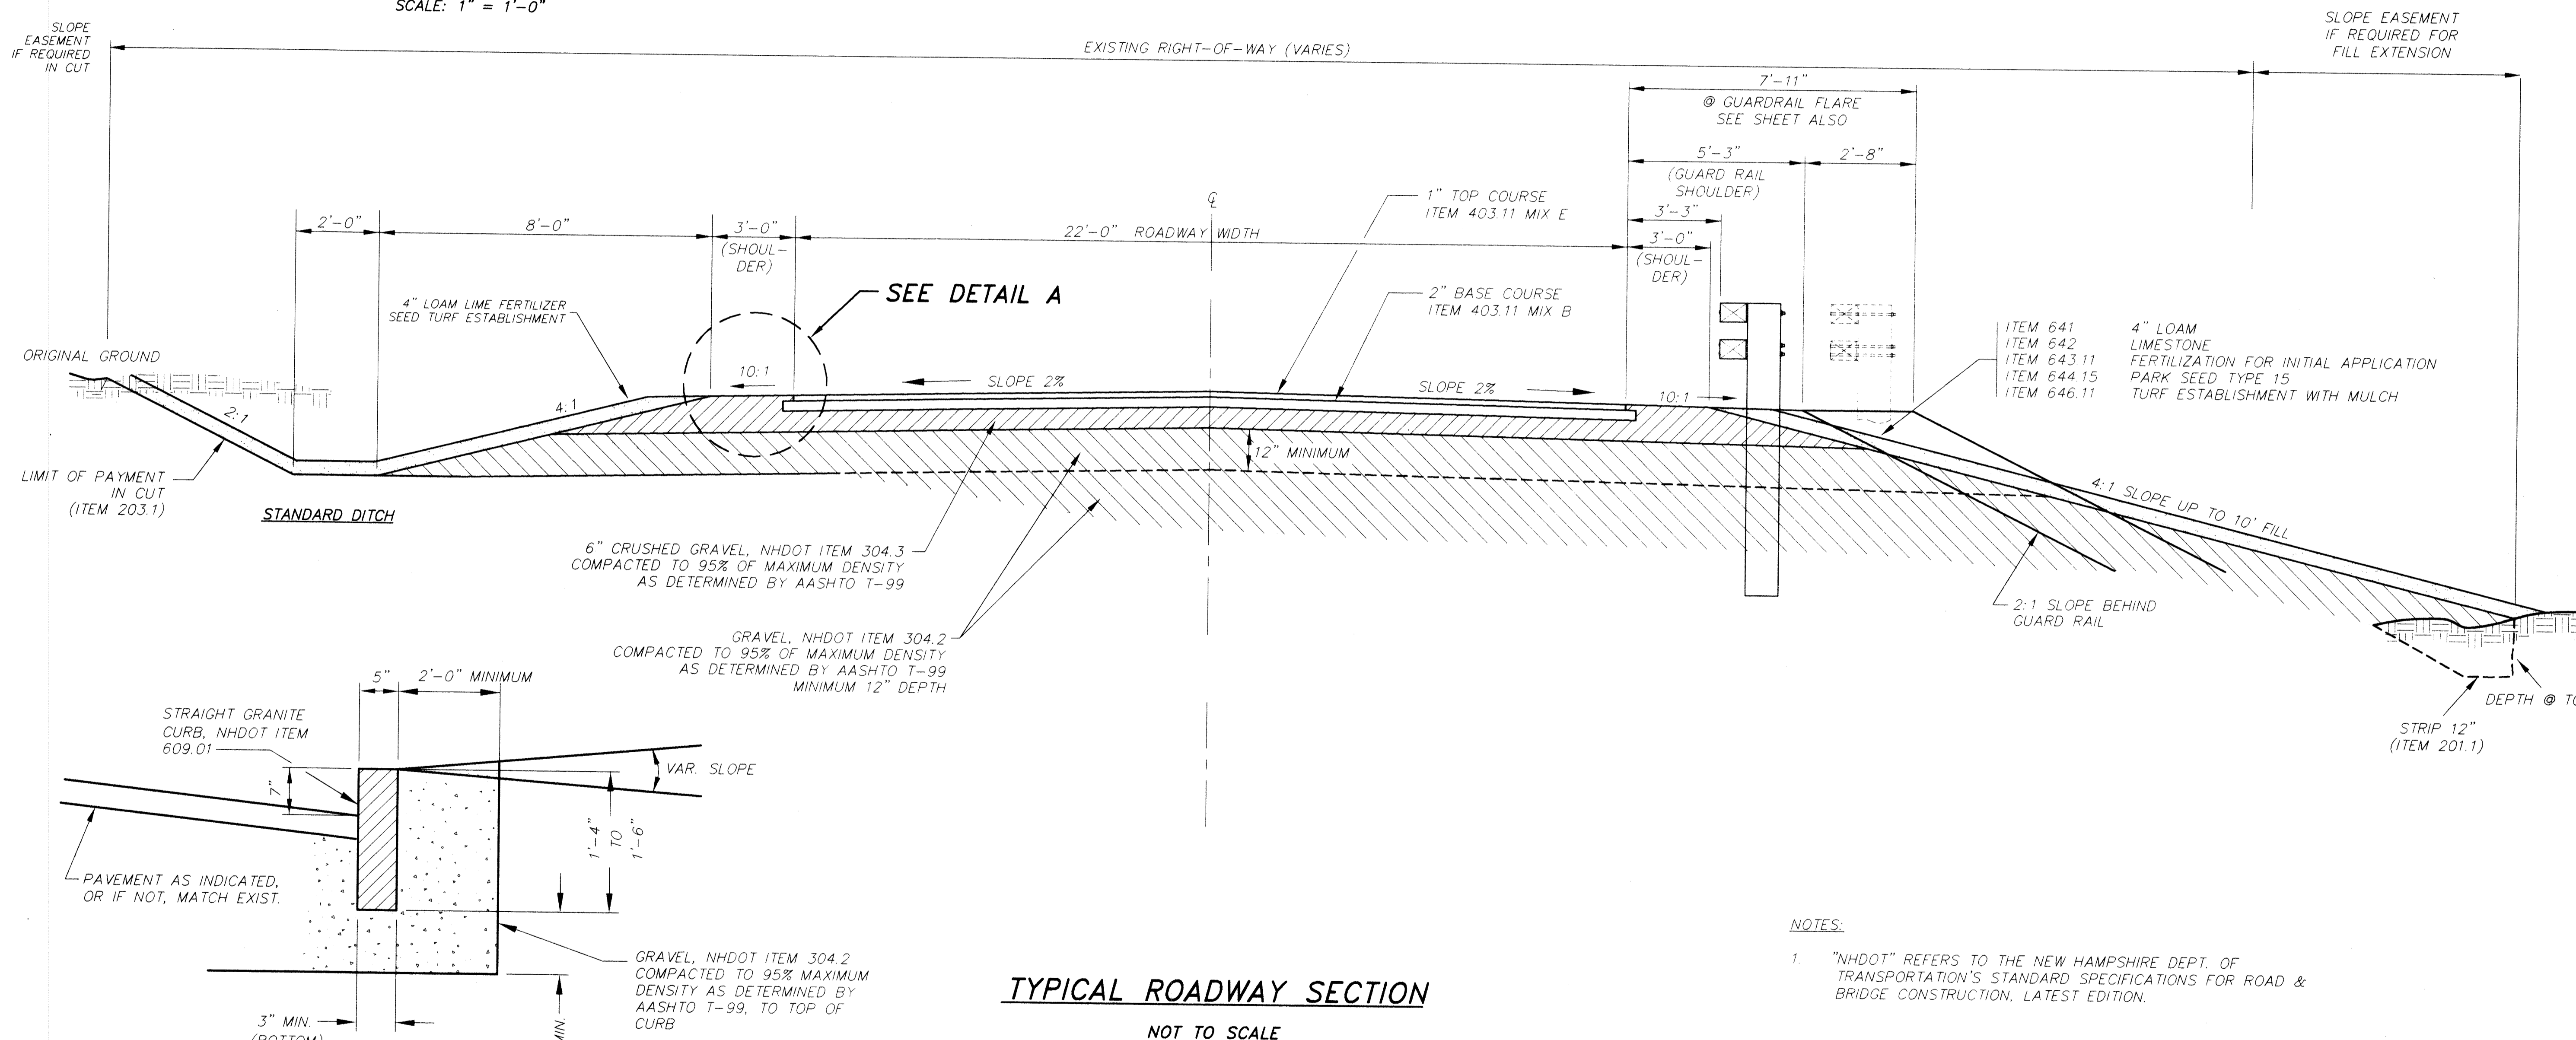 SCALE: 1" = 1'-0"
SLOPE
EASEMENT
IF REQUIRED
IN CUT
EXISTING RIGHT-OF-WAY (VARIES)
SLOPE EASEMENT
IF REQUIRED FOR
FILL EXTENSION
7'-11"
@ GUARDRAIL FLARE
SEE SHEET ALSO
5'-3"
2'-8"
(GUARD RAIL
SHOULDER)
3'-3"
3'-0"
(SHOUL-
DER)
2'-0"
8'-0"
3'-0"
(SHOUL-
DER)
22'-0" ROADWAY WIDTH
℄
1" TOP COURSE
ITEM 403.11 MIX E
2" BASE COURSE
ITEM 403.11 MIX B
SEE DETAIL A
4" LOAM LIME FERTILIZER
SEED TURF ESTABLISHMENT
ORIGINAL GROUND
2:1
4:1
10:1
SLOPE 2%
SLOPE 2%
10:1
ITEM 641 4" LOAM
ITEM 642 LIMESTONE
ITEM 643.11 FERTILIZATION FOR INITIAL APPLICATION
ITEM 644.15 PARK SEED TYPE 15
ITEM 646.11 TURF ESTABLISHMENT WITH MULCH
12" MINIMUM
LIMIT OF PAYMENT
IN CUT
(ITEM 203.1)
STANDARD DITCH
4:1 SLOPE UP TO 10' FILL
6" CRUSHED GRAVEL, NHDOT ITEM 304.3
COMPACTED TO 95% OF MAXIMUM DENSITY
AS DETERMINED BY AASHTO T-99
2:1 SLOPE BEHIND
GUARD RAIL
GRAVEL, NHDOT ITEM 304.2
COMPACTED TO 95% OF MAXIMUM DENSITY
AS DETERMINED BY AASHTO T-99
MINIMUM 12" DEPTH
DEPTH @ TO
STRIP 12"
(ITEM 201.1)
5"
2'-0" MINIMUM
STRAIGHT GRANITE
CURB, NHDOT ITEM
609.01
7"
VAR. SLOPE
1'-4"
TO
1'-6"
PAVEMENT AS INDICATED,
OR IF NOT, MATCH EXIST.
GRAVEL, NHDOT ITEM 304.2
COMPACTED TO 95% MAXIMUM
DENSITY AS DETERMINED BY
AASHTO T-99, TO TOP OF
CURB
3" MIN.
(BOTTOM)
MIN.
TYPICAL ROADWAY SECTION
NOT TO SCALE
NOTES:
1. "NHDOT" REFERS TO THE NEW HAMPSHIRE DEPT. OF
TRANSPORTATION'S STANDARD SPECIFICATIONS FOR ROAD &
BRIDGE CONSTRUCTION, LATEST EDITION.